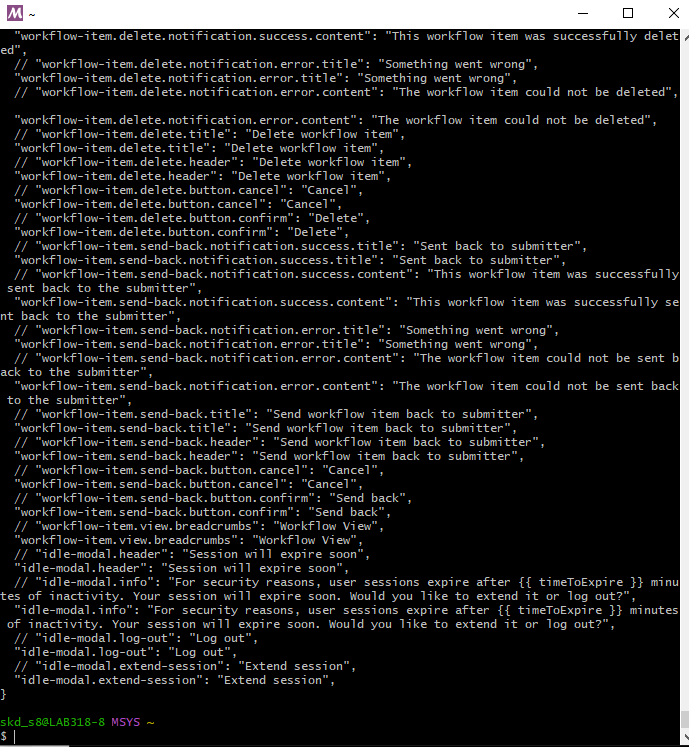 M ~
"workflow-item.delete.notification.success.content": "This workflow item was successfully delet
ed",
// "workflow-item.delete.notification.error.title": "Something went wrong",
"workflow-item.delete.notification.error.title": "Something went wrong",
// "workflow-item.delete.notification.error.content": "The workflow item could not be deleted",
"workflow-item.delete.notification.error.content": "The workflow item could not be deleted",
// "workflow-item.delete.title": "Delete workflow item",
"workflow-item.delete.title": "Delete workflow item",
// "workflow-item.delete.header": "Delete workflow item",
"workflow-item.delete.header": "Delete workflow item",
// "workflow-item.delete.button.cancel": "Cancel",
"workflow-item.delete.button.cancel": "Cancel",
// "workflow-item.delete.button.confirm": "Delete",
"workflow-item.delete.button.confirm": "Delete",
// "workflow-item.send-back.notification.success.title": "Sent back to submitter",
"workflow-item.send-back.notification.success.title": "Sent back to submitter",
// "workflow-item.send-back.notification.success.content": "This workflow item was successfully
sent back to the submitter",
"workflow-item.send-back.notification.success.content": "This workflow item was successfully se
nt back to the submitter",
// "workflow-item.send-back.notification.error.title": "Something went wrong",
"workflow-item.send-back.notification.error.title": "Something went wrong",
// "workflow-item.send-back.notification.error.content": "The workflow item could not be sent b
ack to the submitter",
"workflow-item.send-back.notification.error.content": "The workflow item could not be sent back
to the submitter",
// "workflow-item.send-back.title": "Send workflow item back to submitter",
"workflow-item.send-back.title": "Send workflow item back to submitter",
// "workflow-item.send-back.header": "Send workflow item back to submitter",
"workflow-item.send-back.header": "Send workflow item back to submitter",
// "workflow-item.send-back.button.cancel": "Cancel",
"workflow-item.send-back.button.cancel": "Cancel",
// "workflow-item.send-back.button.confirm": "Send back",
"workflow-item.send-back.button.confirm": "Send back",
// "workflow-item.view.breadcrumbs": "Workflow View",
"workflow-item.view.breadcrumbs": "Workflow View",
// "idle-modal.header": "Session will expire soon",
"idle-modal.header": "Session will expire soon",
// "idle-modal.info": "For security reasons, user sessions expire after {{ timeToExpire }} minu
tes of inactivity. Your session will expire soon. Would you like to extend it or log out?",
"idle-modal.info": "For security reasons, user sessions expire after {{ timeToExpire }} minutes
of inactivity. Your session will expire soon. Would you like to extend it or log out?",
// "idle-modal.log-out": "Log out",
"idle-modal.log-out": "Log out",
// "idle-modal.extend-session": "Extend session",
"idle-modal.extend-session": "Extend session",
}
skd_s8@LAB318-8 MSYS ~
$